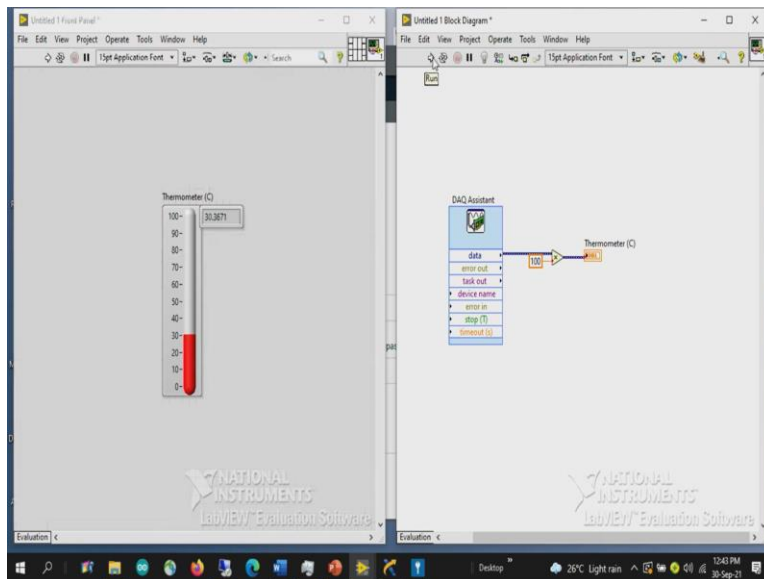 Untitled 1 Front Panel *
File Edit View Project Operate Tools Window Help
15pt Application Font
Search
Thermometer (C)
30,3671
100
90
80
70
60
50
40
30
20
10
0
NATIONAL
INSTRUMENTS
LabVIEW™ Evaluation Software
Evaluation
Untitled 1 Block Diagram *
File Edit View Project Operate Tools Window Help
15pt Application Font
Run
DAQ Assistant
data
error out
task out
device name
error in
stop (T)
timeout (s)
100
Thermometer (C)
NATIONAL
INSTRUMENTS
LabVIEW™ Evaluation Software
Evaluation
Desktop
26°C Light rain
12:43 PM
30-Sep-21